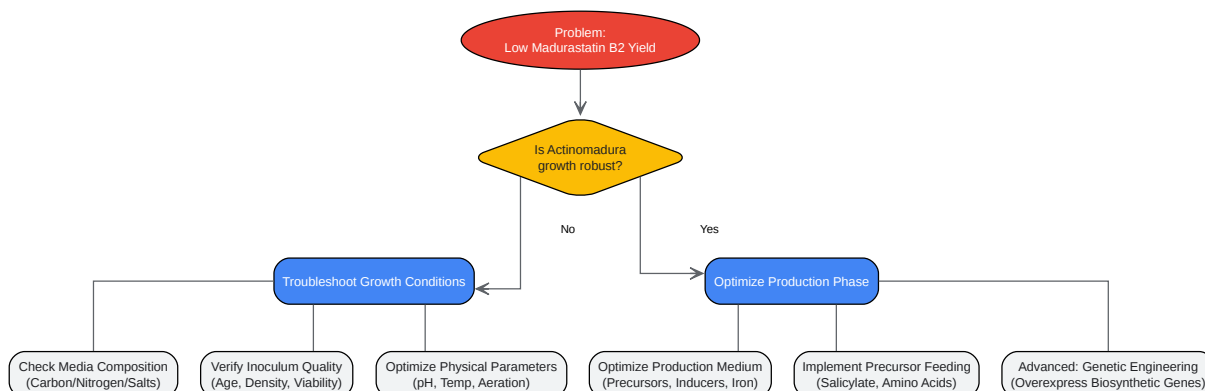 Problem:
Low Madurastatin B2 Yield
Is Actinomadura
growth robust?
No
Yes
Troubleshoot Growth Conditions
Optimize Production Phase
Check Media Composition
(Carbon/Nitrogen/Salts)
Verify Inoculum Quality
(Age, Density, Viability)
Optimize Physical Parameters
(pH, Temp, Aeration)
Optimize Production Medium
(Precursors, Inducers, Iron)
Implement Precursor Feeding
(Salicylate, Amino Acids)
Advanced: Genetic Engineering
(Overexpress Biosynthetic Genes)